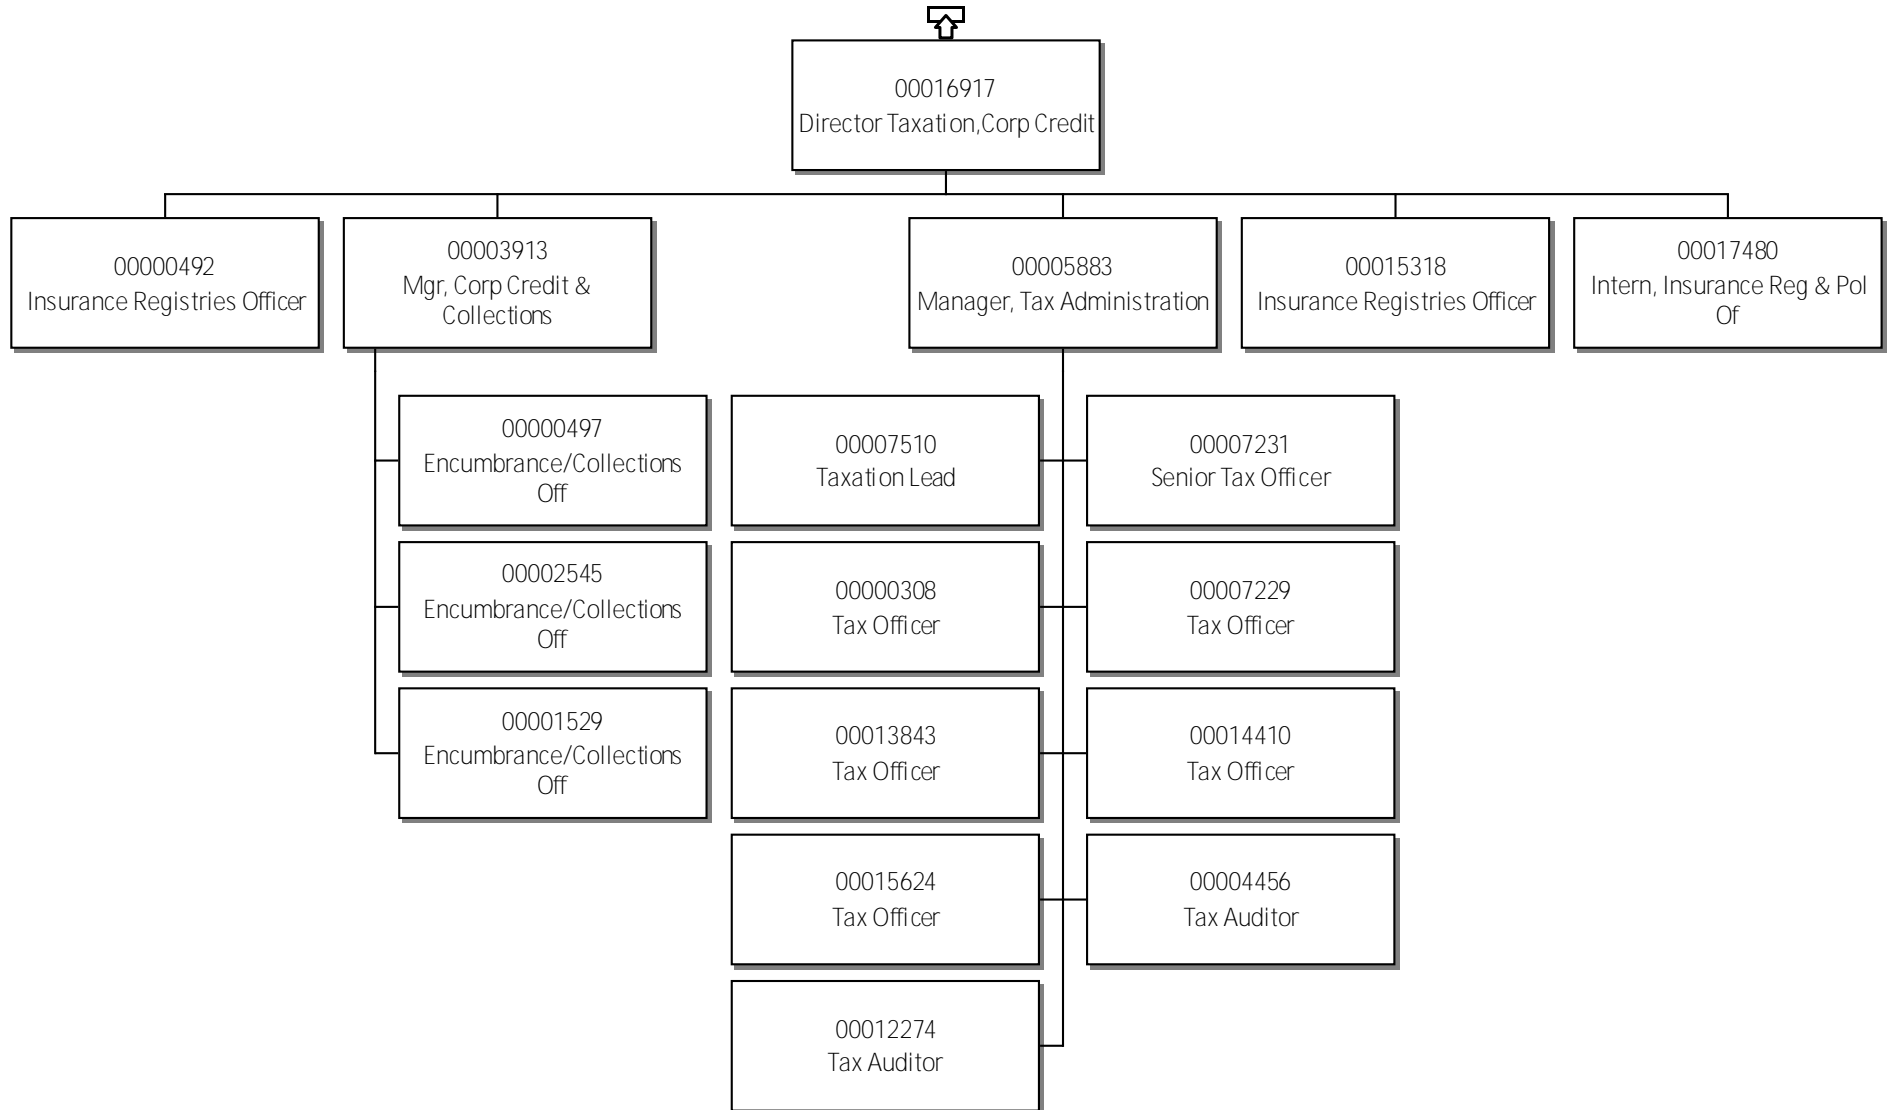 00016917
Director Taxation,Corp Credit
00000492
Insurance Registries Officer
00003913
Mgr, Corp Credit &
Collections
00005883
Manager, Tax Administration
00015318
Insurance Registries Officer
00017480
Intern, Insurance Reg & Pol
Of
00000497
Encumbrance/Collections
Off
00002545
Encumbrance/Collections
Off
00001529
Encumbrance/Collections
Off
00007510
Taxation Lead
00007231
Senior Tax Officer
00000308
Tax Officer
00007229
Tax Officer
00013843
Tax Officer
00014410
Tax Officer
00015624
Tax Officer
00004456
Tax Auditor
00012274
Tax Auditor